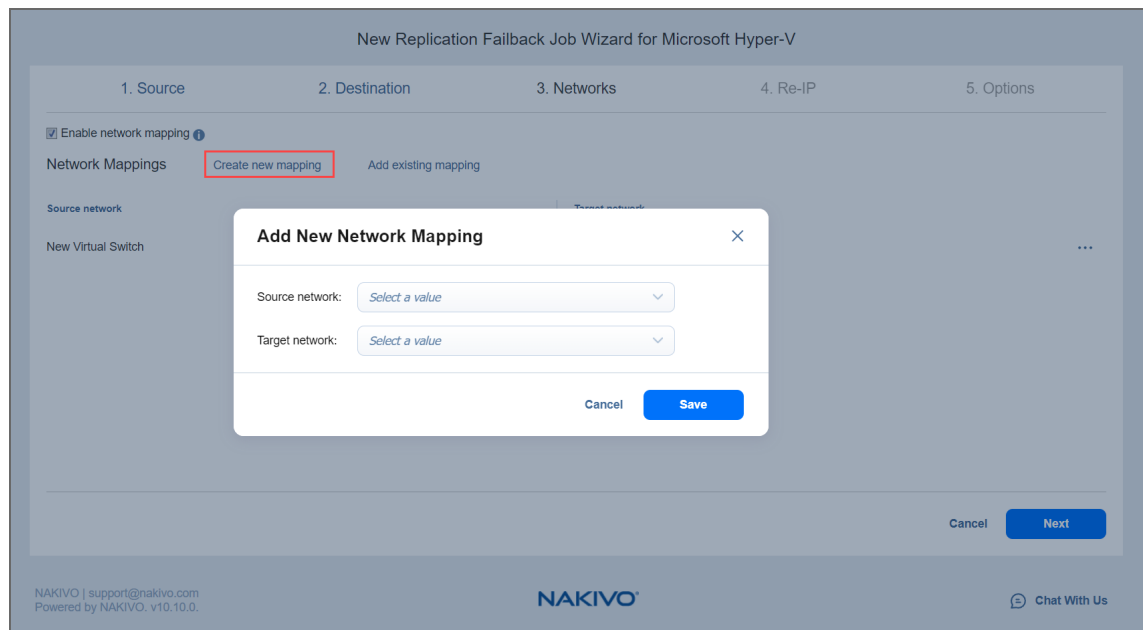 New Replication Failback Job Wizard for Microsoft Hyper-V
1. Source 2. Destination 3. Networks 4. Re-IP 5. Options
Enable network mapping
Network Mappings Create new mapping Add existing mapping
Source network Target network
New Virtual Switch ...
Add New Network Mapping
Source network: Select a value
Target network: Select a value
Cancel Save
Cancel Next
NAKIVO | support@nakivo.com
Powered by NAKIVO. v10.10.0.
NAKIVO®
Chat With Us